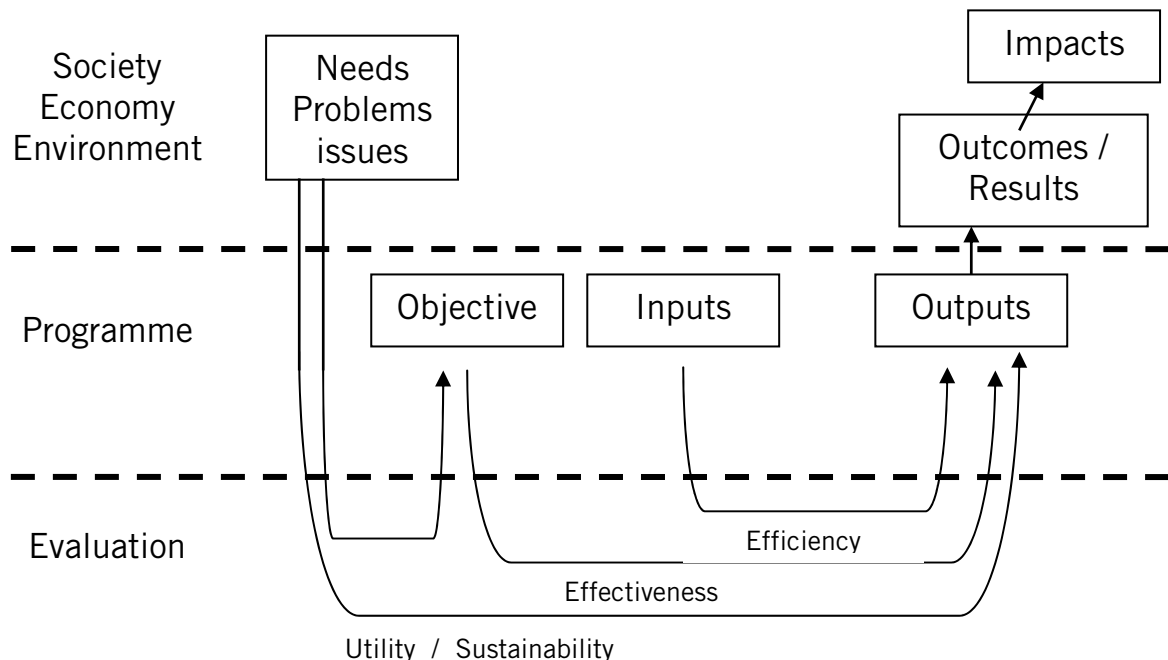 Society
Economy
Environment
Needs
Problems
issues
Impacts
Outcomes /
Results
Programme
Objective
Inputs
Outputs
Evaluation
Efficiency
Effectiveness
Utility / Sustainability